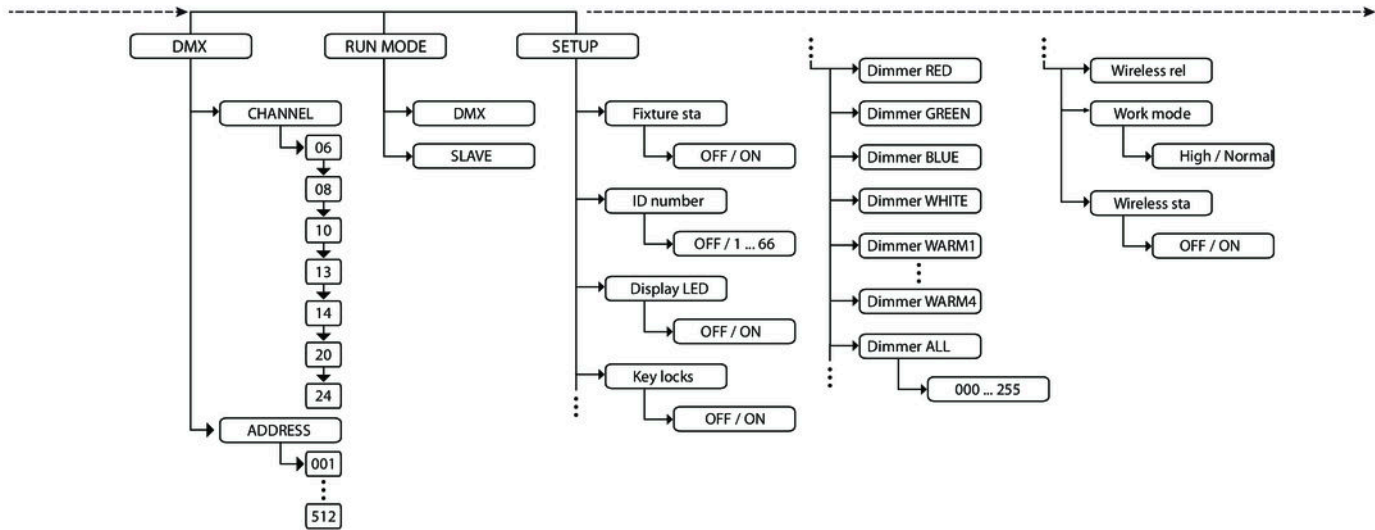 DMX
RUN MODE
SETUP
CHANNEL
06
08
10
13
14
20
24
ADDRESS
001
512
DMX
SLAVE
Fixture sta
OFF / ON
ID number
OFF / 1 ... 66
Display LED
OFF / ON
Key locks
OFF / ON
Dimmer RED
Dimmer GREEN
Dimmer BLUE
Dimmer WHITE
Dimmer WARM1
Dimmer WARM4
Dimmer ALL
000 ... 255
Wireless rel
Work mode
High / Normal
Wireless sta
OFF / ON